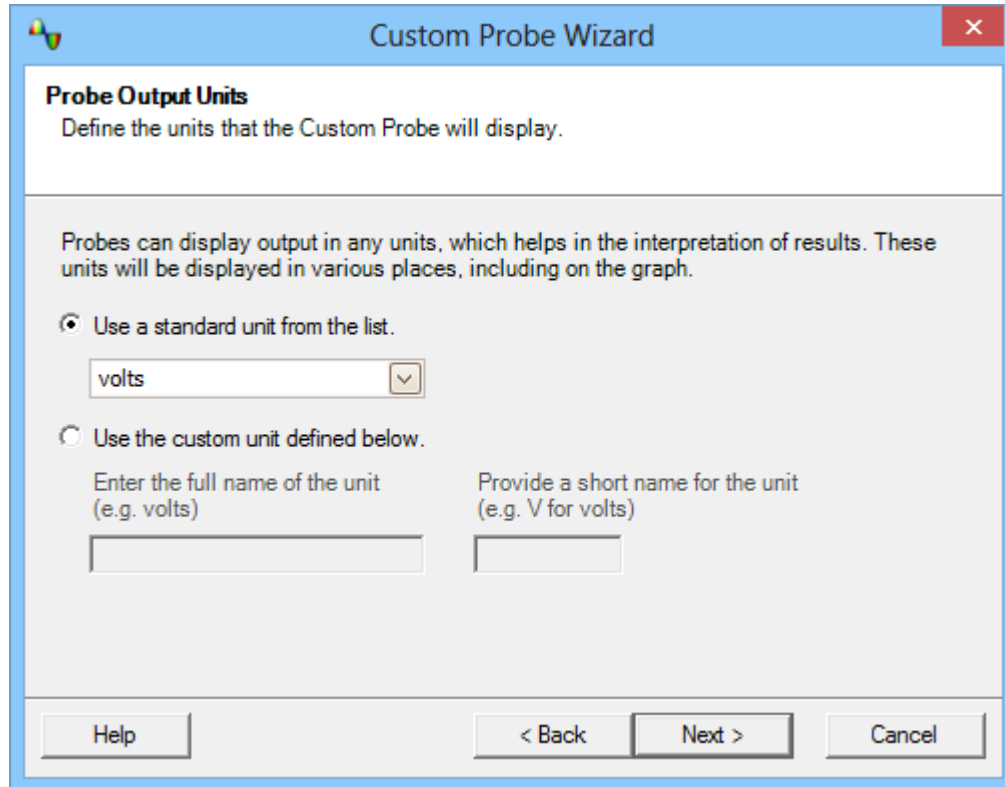 Custom Probe Wizard
Probe Output Units
Define the units that the Custom Probe will display.
Probes can display output in any units, which helps in the interpretation of results. These
units will be displayed in various places, including on the graph.
Use a standard unit from the list.
volts
Use the custom unit defined below.
Enter the full name of the unit
(e.g. volts)
Provide a short name for the unit
(e.g. V for volts)
Help
< Back
Next >
Cancel